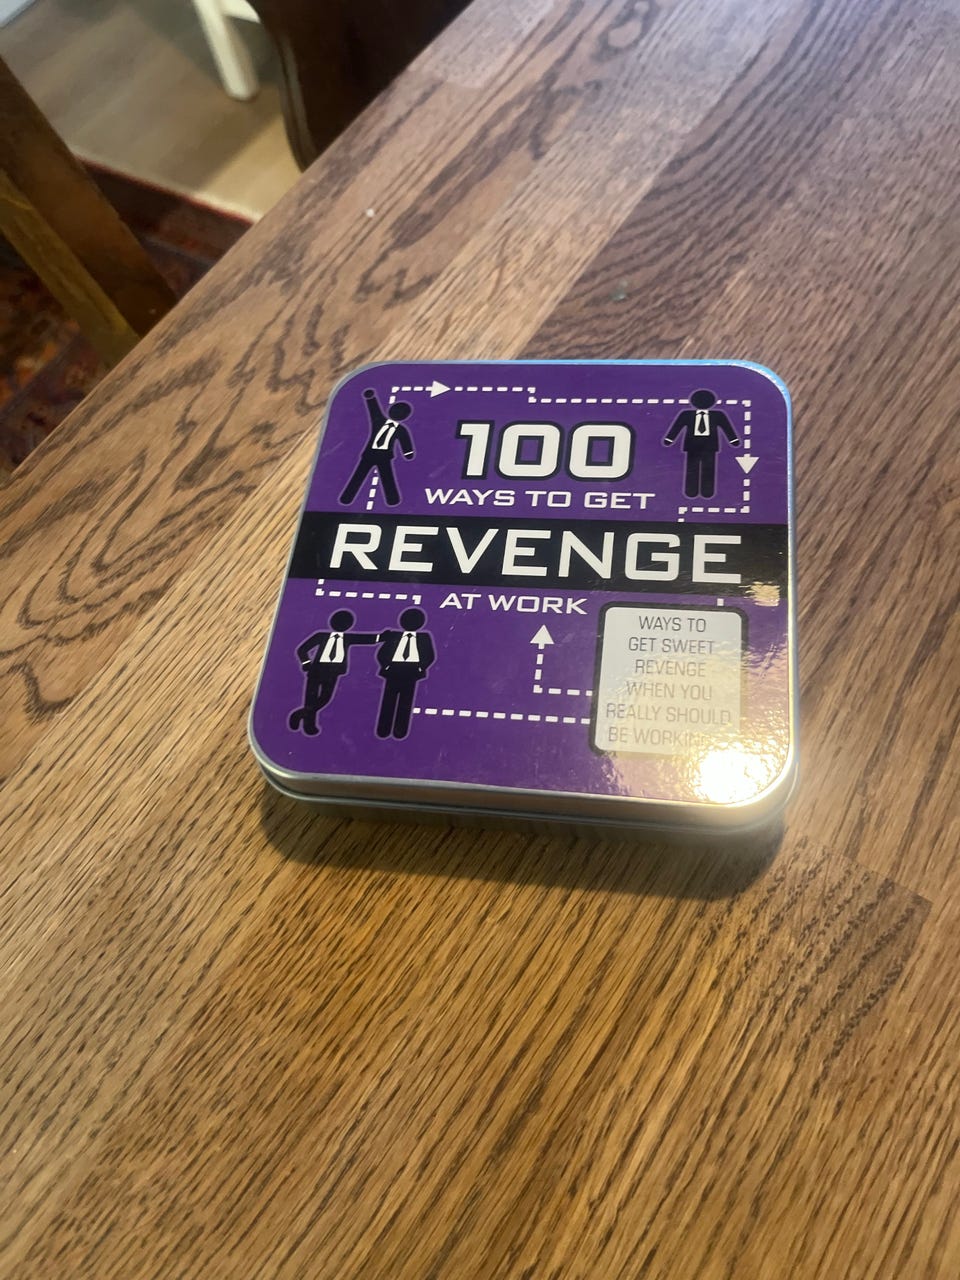 100
WAYS TO GET
REVENGE
AT WORK
WAYS TO
GET SWEET
REVENGE
WHEN YOU
REALLY SHOULD
BE WORKING